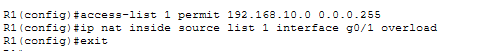 R1(config)#access-list 1 permit 192.168.10.0 0.0.0.255
R1(config)#ip nat inside source list 1 interface g0/1 overload
R1(config)#exit